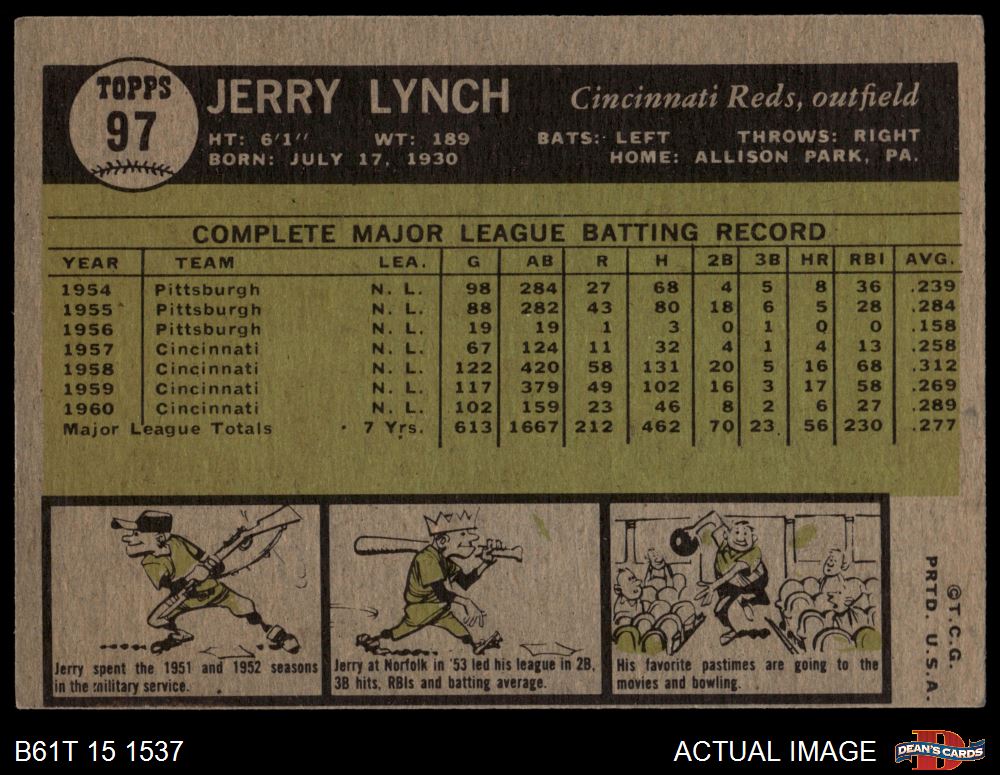 TOPPS
97
JERRY LYNCH Cincinnati Reds, outfield
HT: 6'1" WT: 189 BATS: LEFT THROWS: RIGHT
BORN: JULY 17, 1930 HOME: ALLISON PARK, PA.
COMPLETE MAJOR LEAGUE BATTING RECORD
YEAR TEAM LEA. G AB R H 2B 3B HR RBI AVG.
1954 Pittsburgh N. L. 98 284 27 68 4 5 8 36 .239
1955 Pittsburgh N. L. 88 282 43 80 18 6 5 28 .284
1956 Pittsburgh N. L. 19 19 1 3 0 1 0 0 .158
1957 Cincinnati N. L. 67 124 11 32 4 1 4 13 .258
1958 Cincinnati N. L. 122 420 58 131 20 5 16 68 .312
1959 Cincinnati N. L. 117 379 49 102 16 3 17 58 .269
1960 Cincinnati N. L. 102 159 23 46 8 2 6 27 .289
Major League Totals 7 Yrs. 613 1667 212 462 70 23 56 230 .277
Jerry spent the 1951 and 1952 seasons
in the military service.
Jerry at Norfolk in '53 led his league in 2B,
3B hits, RBIs and batting average.
His favorite pastimes are going to the
movies and bowling.
©T.C.G.
PRTD. U.S.A.
B61T 15 1537
ACTUAL IMAGE
DEAN'S CARDS